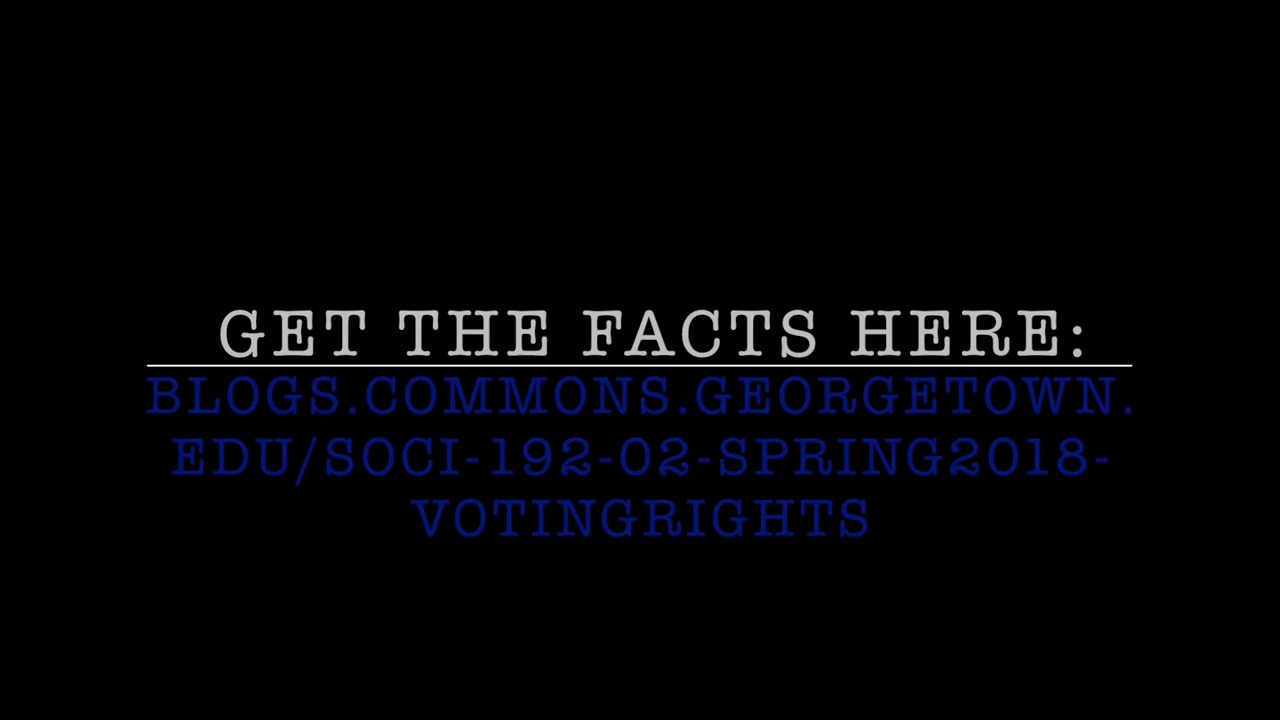 GET THE FACTS HERE:
BLOGS.COMMONS.GEORGETOWN.
EDU/SOCI-192-02-SPRING2018-
VOTINGRIGHTS